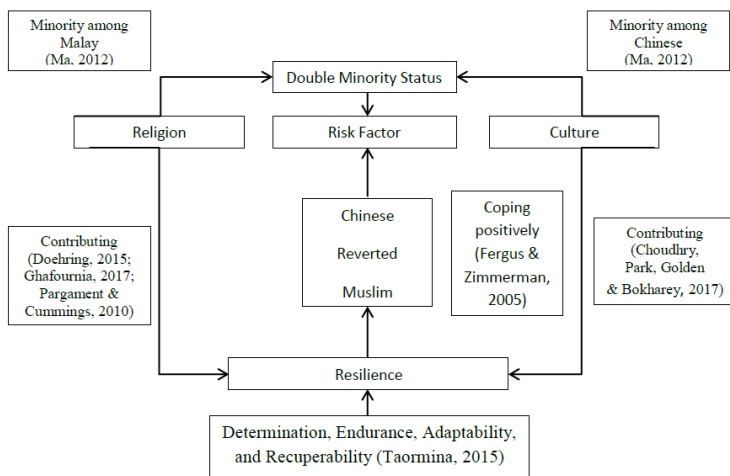 Minority among
Malay
(Ma, 2012)
Minority among
Chinese
(Ma, 2012)
Double Minority Status
Religion
Risk Factor
Culture
Chinese
Reverted
Muslim
Coping
positively
(Fergus &
Zimmerman,
2005)
Contributing
(Doehring, 2015;
Ghafournia, 2017;
Pargament &
Cummings, 2010)
Contributing
(Choudhry,
Park, Golden
& Bokharey, 2017)
Resilience
Determination, Endurance, Adaptability,
and Recuperability (Taormina, 2015)